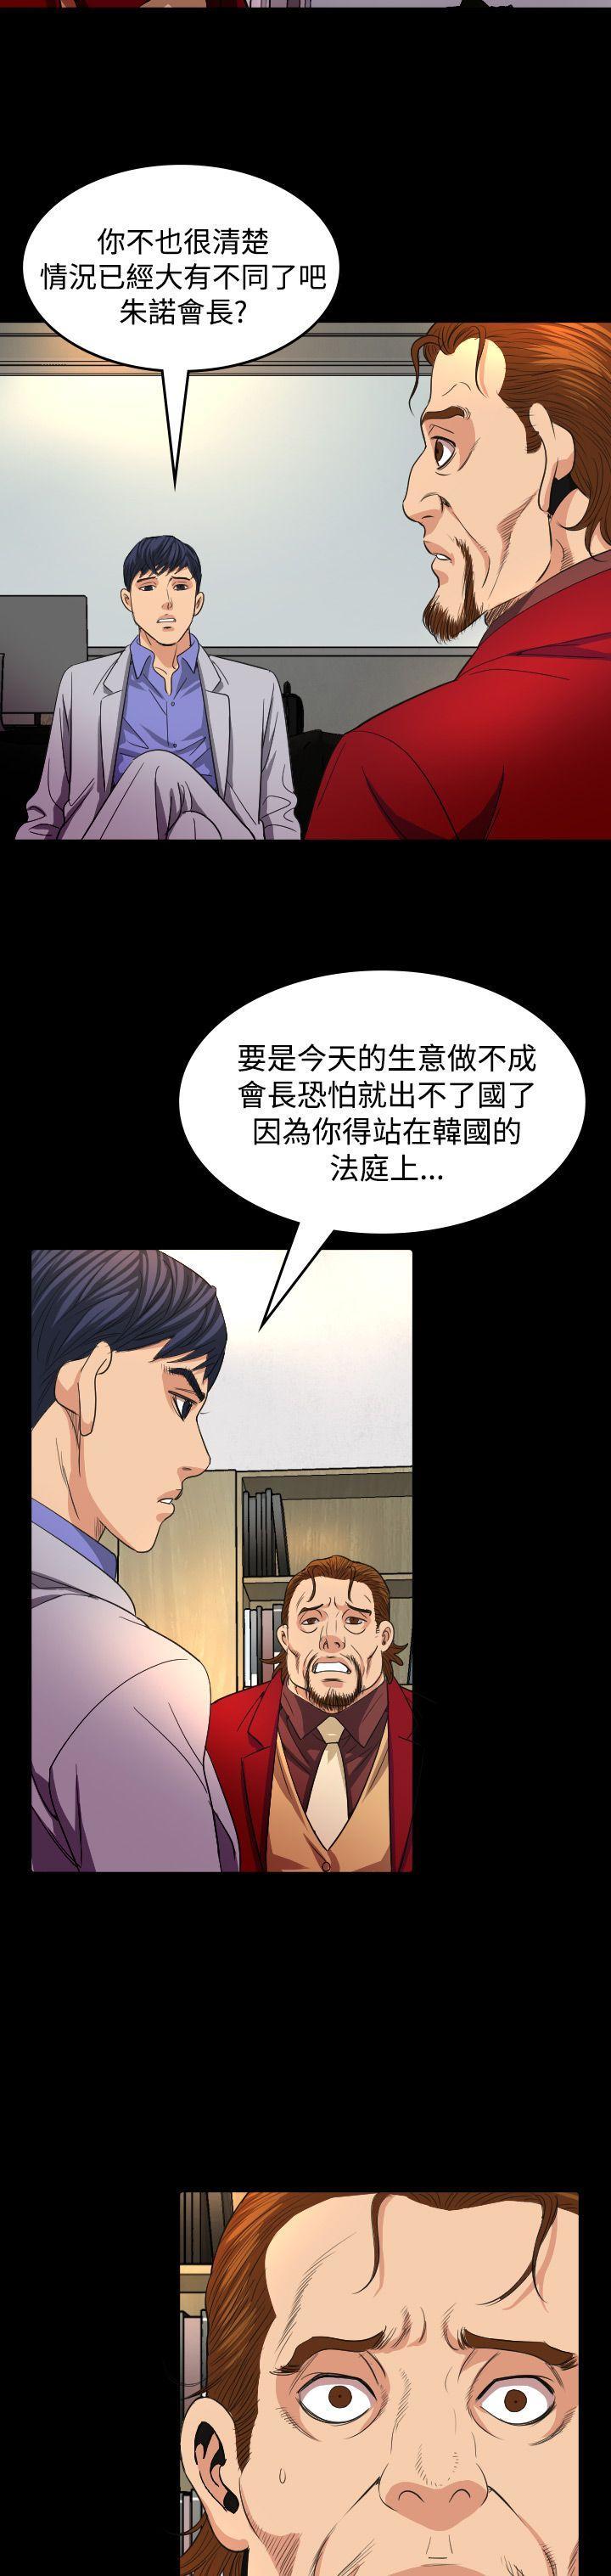 你不也很清楚
情況已經大有不同了吧
朱諾會長?
要是今天的生意做不成
會長恐怕就出不了國了
因為你得站在韓國的
法庭上...